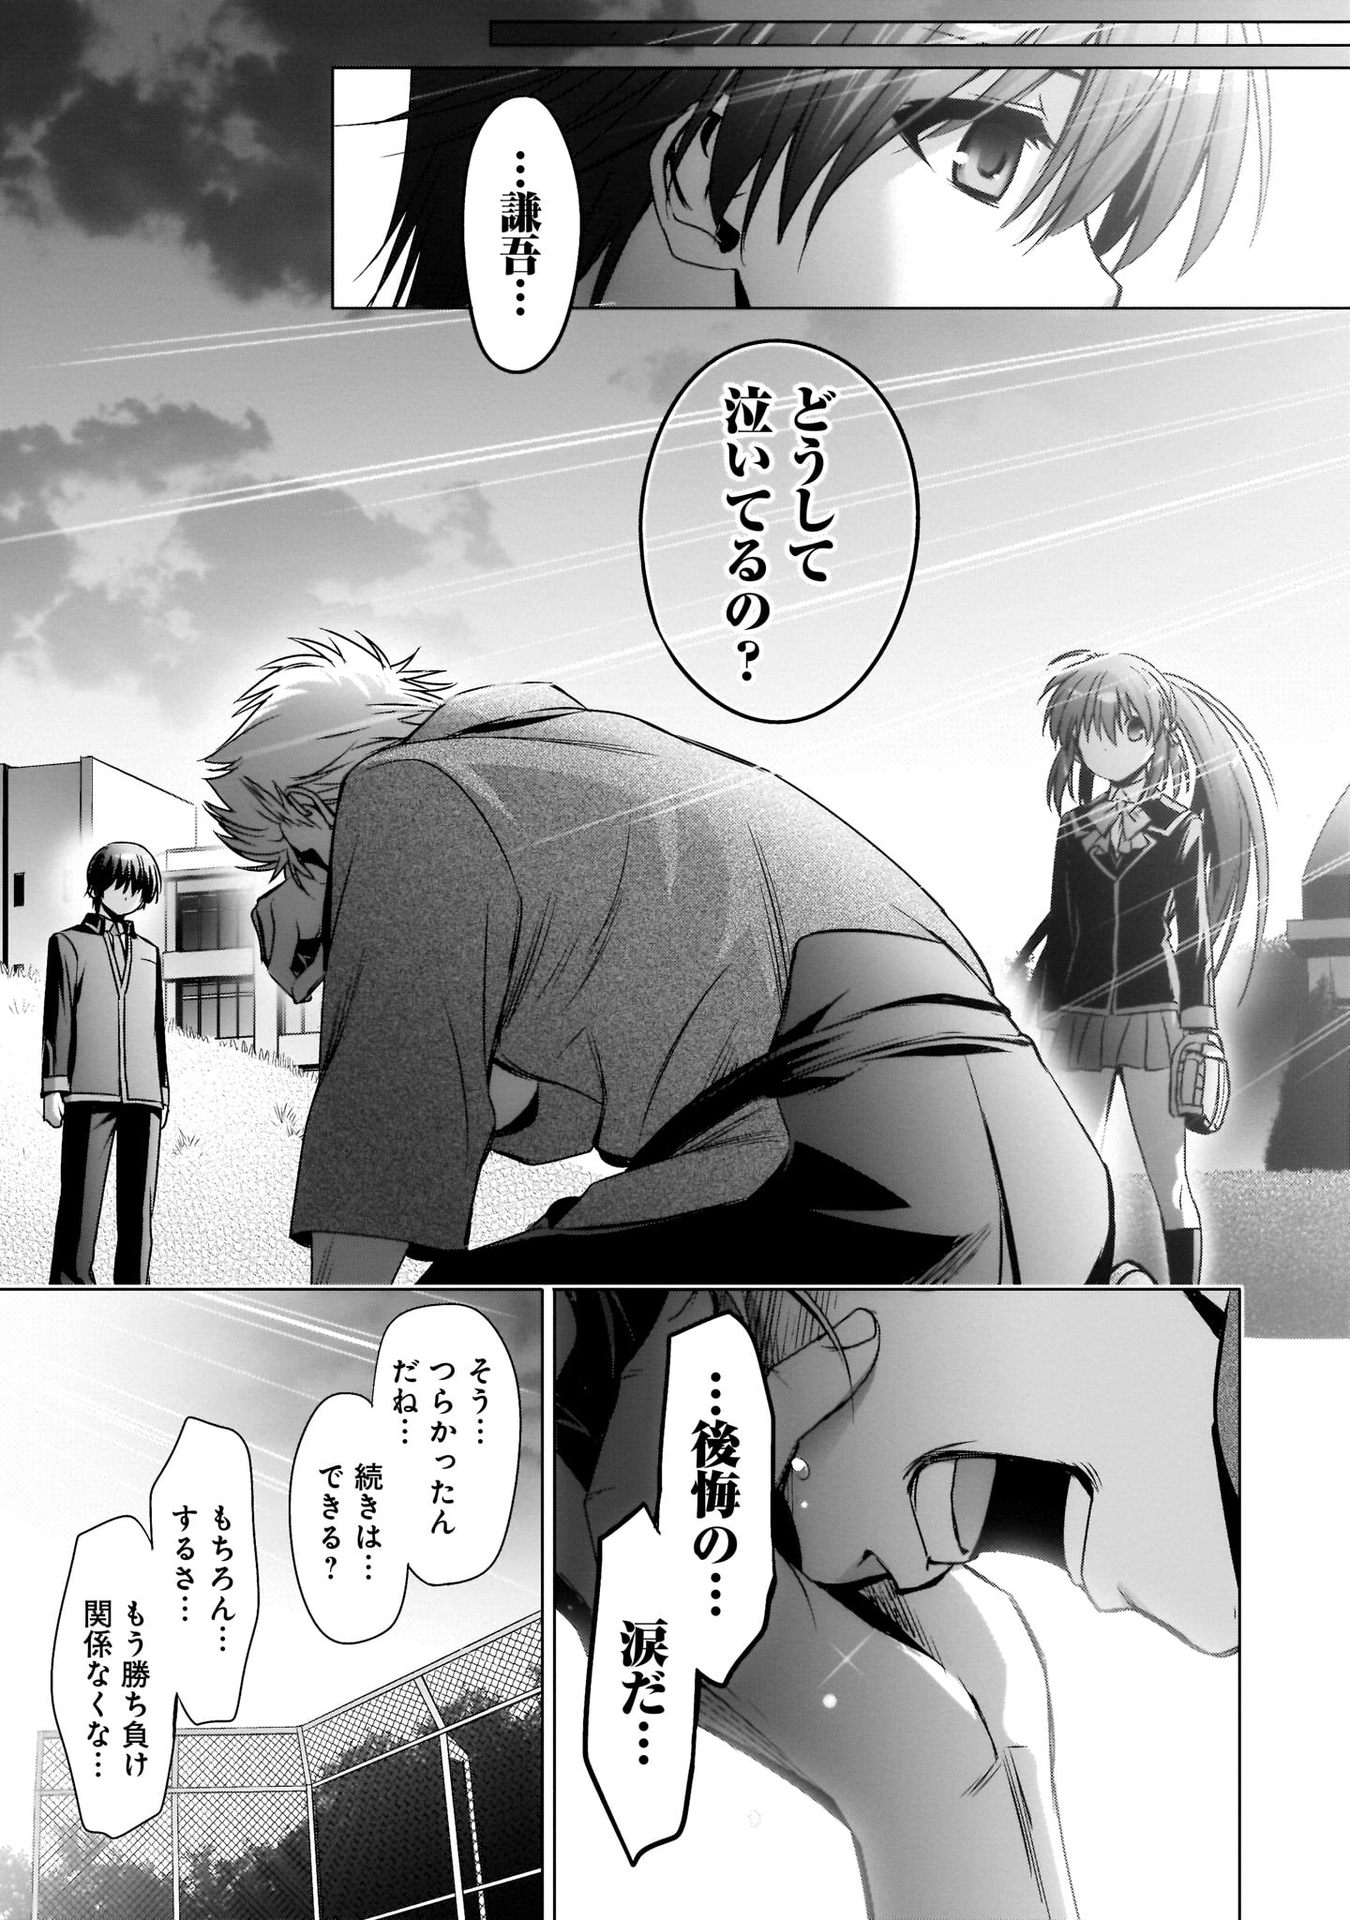 …謙吾…
どうして
泣いてるの？
…後悔の…
涙だ…
そう…
つらかったん
だね…
続きは…
できる？
もちろん…
するさ…
もう勝ち負け
関係なくな…